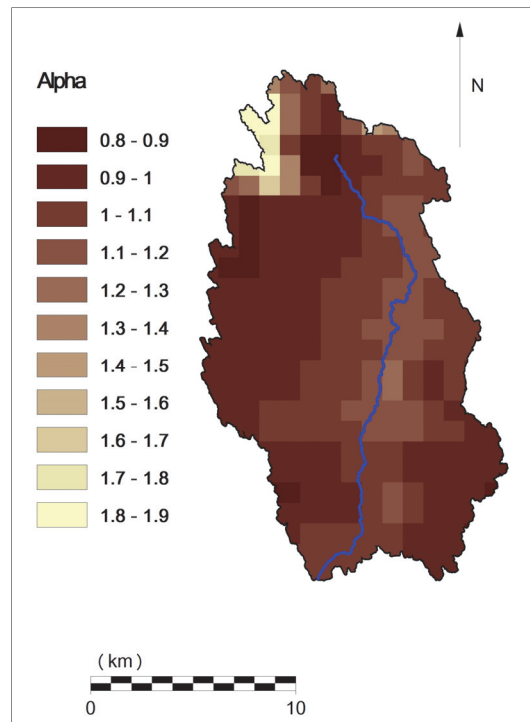 Alpha
N
0.8 - 0.9
0.9 - 1
1 - 1.1
1.1 - 1.2
1.2 - 1.3
1.3 - 1.4
1.4 - 1.5
1.5 - 1.6
1.6 - 1.7
1.7 - 1.8
1.8 - 1.9
( km )
0 10